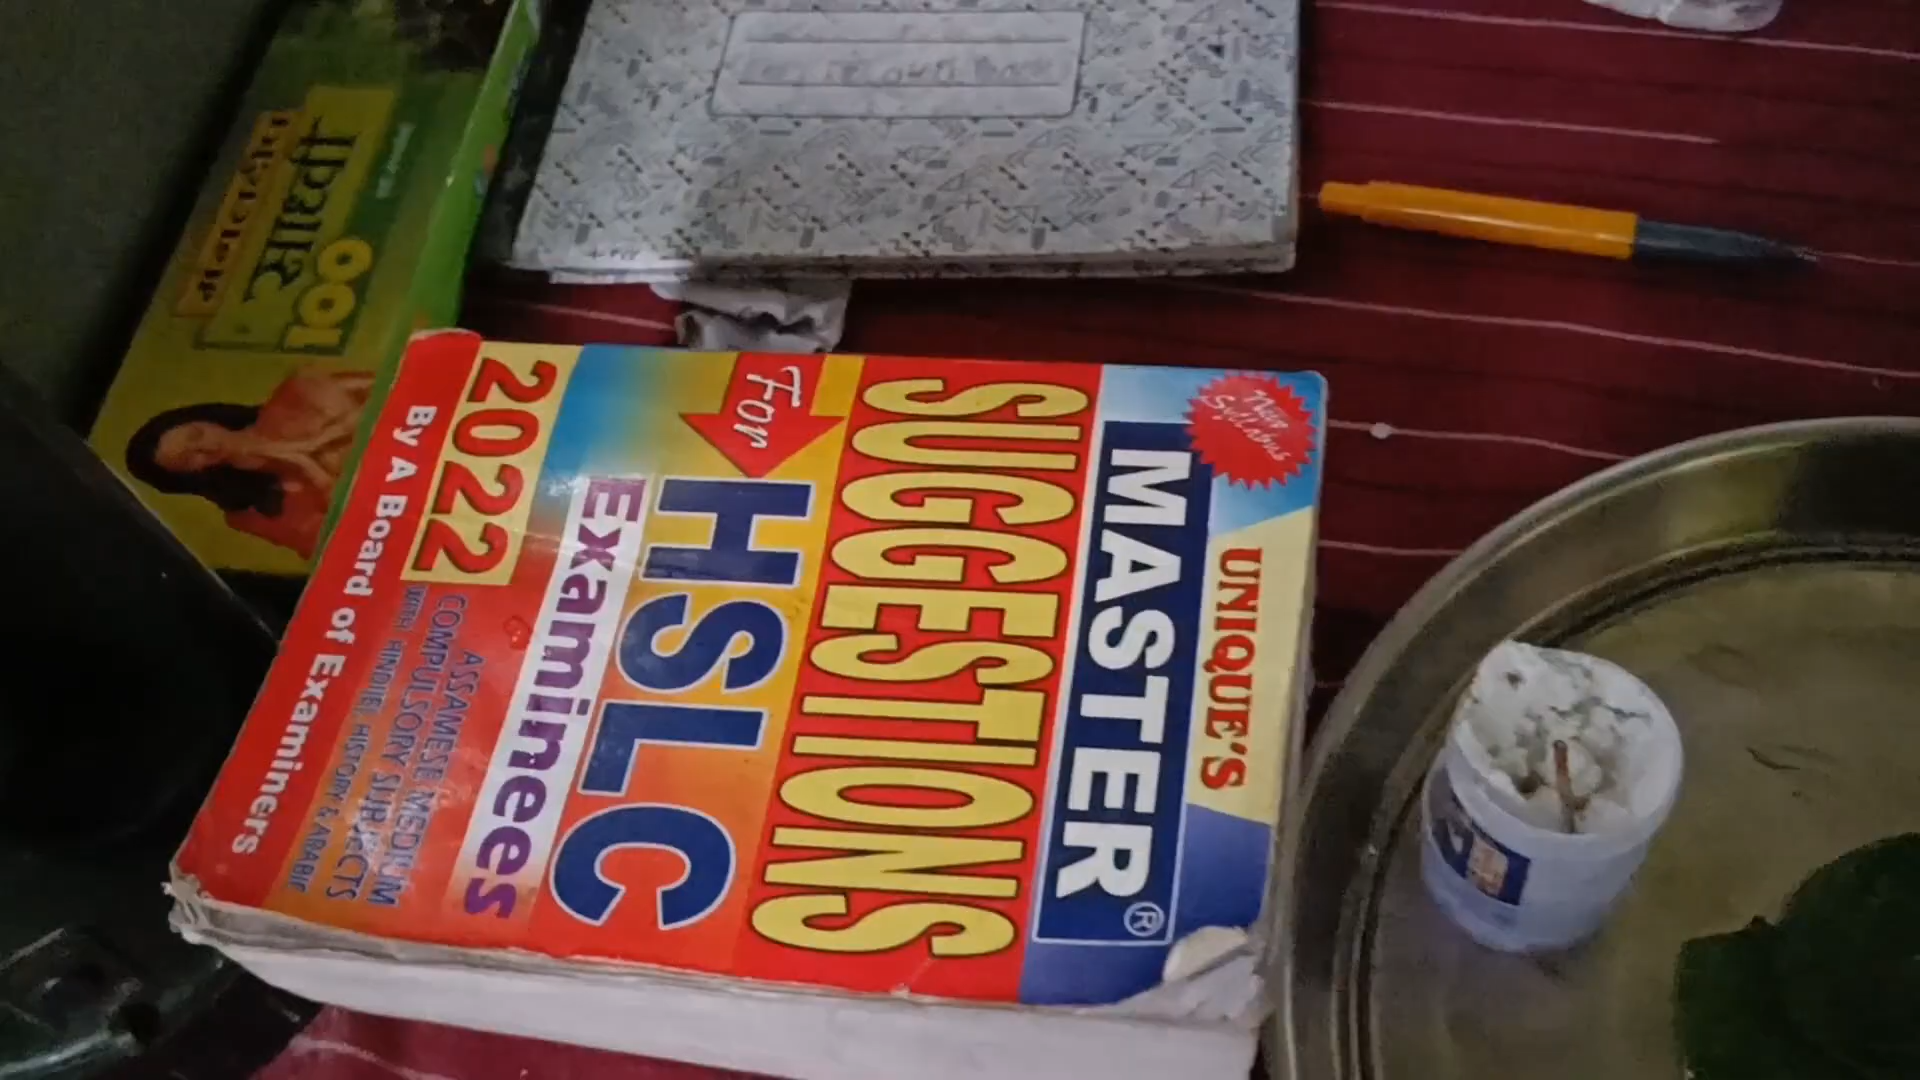 UNIQUE'S
MASTER®
New
Syllabus
SUGGESTIONS
For
HSLC
Examinees
2022
ASSAMESE MEDIUM
COMPULSORY SUBJECTS
WITH HINDI(E), HISTORY & ARABIC
By A Board of Examiners
100